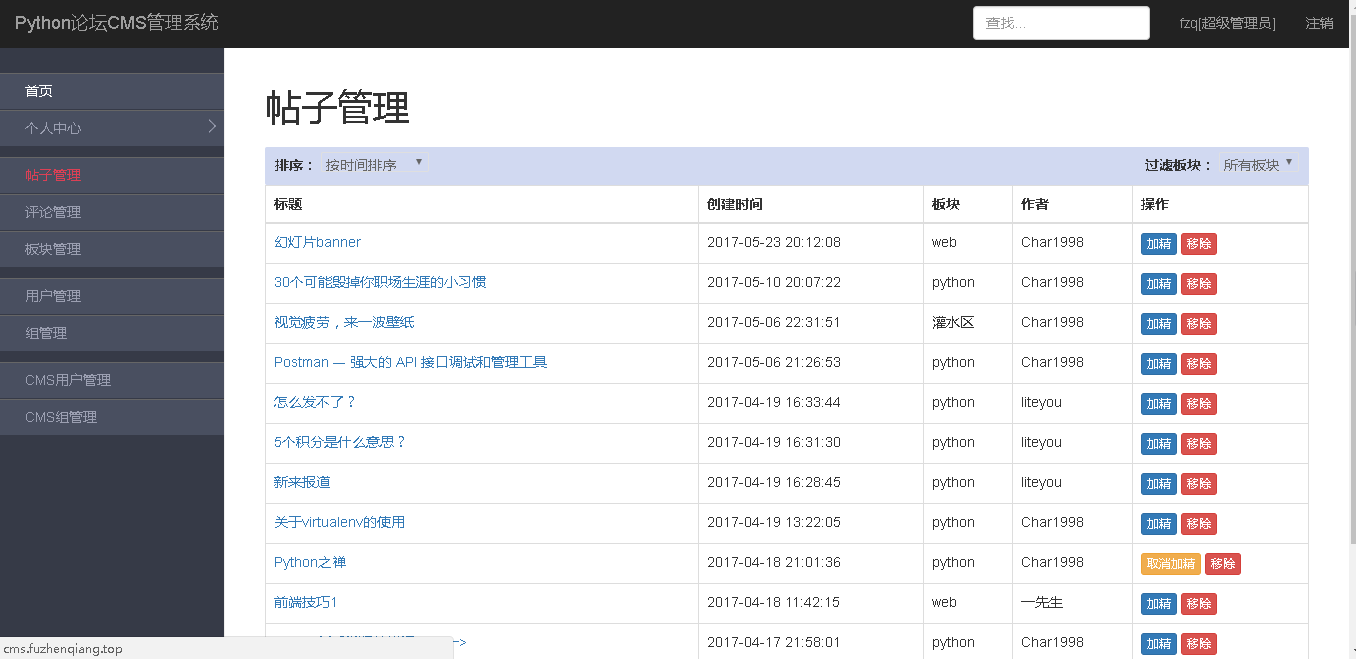 Python论坛CMS管理系统 查找... fzq[超级管理员] 注销
首页
个人中心
帖子管理
评论管理
板块管理
用户管理
组管理
CMS用户管理
CMS组管理
帖子管理
排序： 按时间排序 过滤板块： 所有板块
标题 创建时间 板块 作者 操作
幻灯片banner 2017-05-23 20:12:08 web Char1998 加精 移除
30个可能毁掉你职场生涯的小习惯 2017-05-10 20:07:22 python Char1998 加精 移除
视觉疲劳，来一波壁纸 2017-05-06 22:31:51 灌水区 Char1998 加精 移除
Postman — 强大的 API 接口调试和管理工具 2017-05-06 21:26:53 python Char1998 加精 移除
怎么发不了？ 2017-04-19 16:33:44 python liteyou 加精 移除
5个积分是什么意思？ 2017-04-19 16:31:30 python liteyou 加精 移除
新来报道 2017-04-19 16:28:45 python liteyou 加精 移除
关于virtualenv的使用 2017-04-19 13:22:05 python Char1998 加精 移除
Python之禅 2017-04-18 21:01:36 python Char1998 取消加精 移除
前端技巧1 2017-04-18 11:42:15 web 一先生 加精 移除
--> 2017-04-17 21:58:01 python Char1998 加精 移除
cms.fuzhenqiang.top